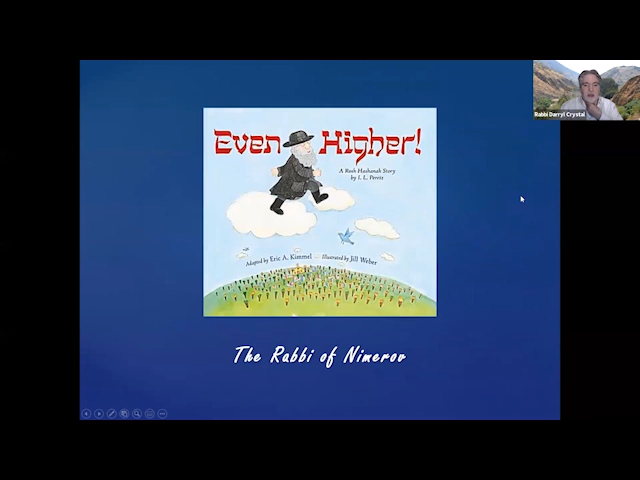 Even Higher!
A Rosh Hashanah Story
by I. L. Peretz
Adapted by Eric A. Kimmel
Illustrated by Jill Weber
The Rabbi of Nimerov
Rabbi Darryl Crystal